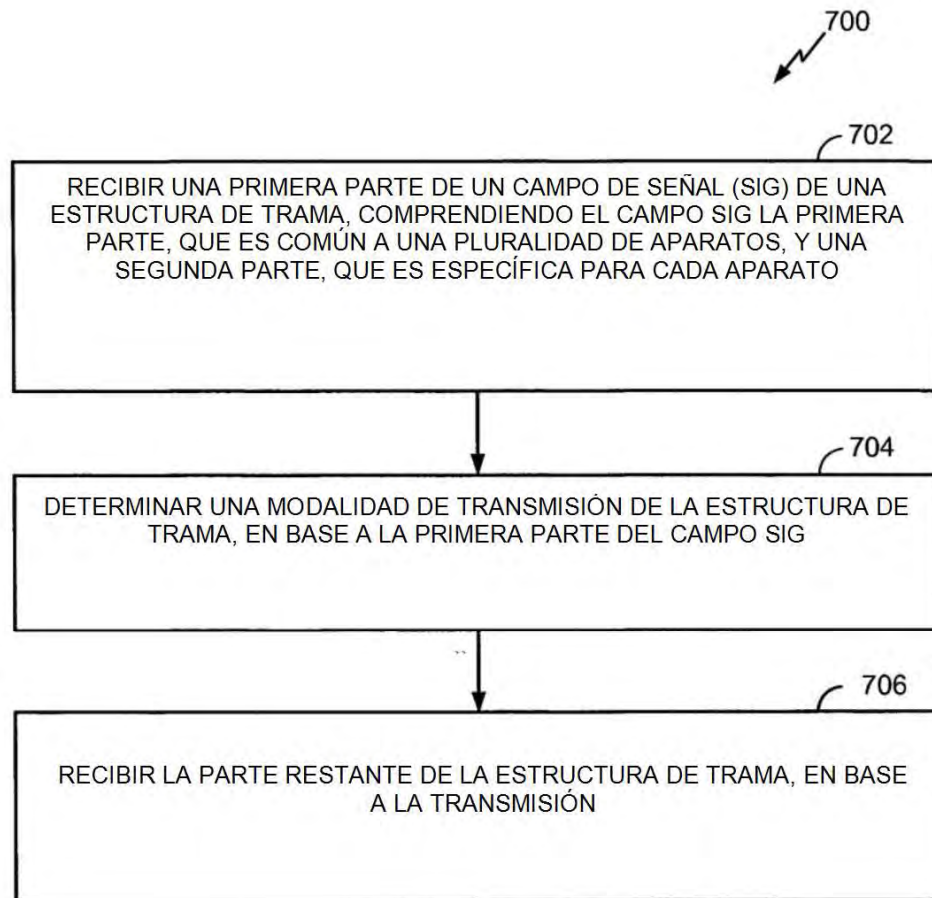 700
702
RECIBIR UNA PRIMERA PARTE DE UN CAMPO DE SEÑAL (SIG) DE UNA
ESTRUCTURA DE TRAMA, COMPRENDIENDO EL CAMPO SIG LA PRIMERA
PARTE, QUE ES COMÚN A UNA PLURALIDAD DE APARATOS, Y UNA
SEGUNDA PARTE, QUE ES ESPECÍFICA PARA CADA APARATO
704
DETERMINAR UNA MODALIDAD DE TRANSMISIÓN DE LA ESTRUCTURA DE
TRAMA, EN BASE A LA PRIMERA PARTE DEL CAMPO SIG
706
RECIBIR LA PARTE RESTANTE DE LA ESTRUCTURA DE TRAMA, EN BASE
A LA TRANSMISIÓN